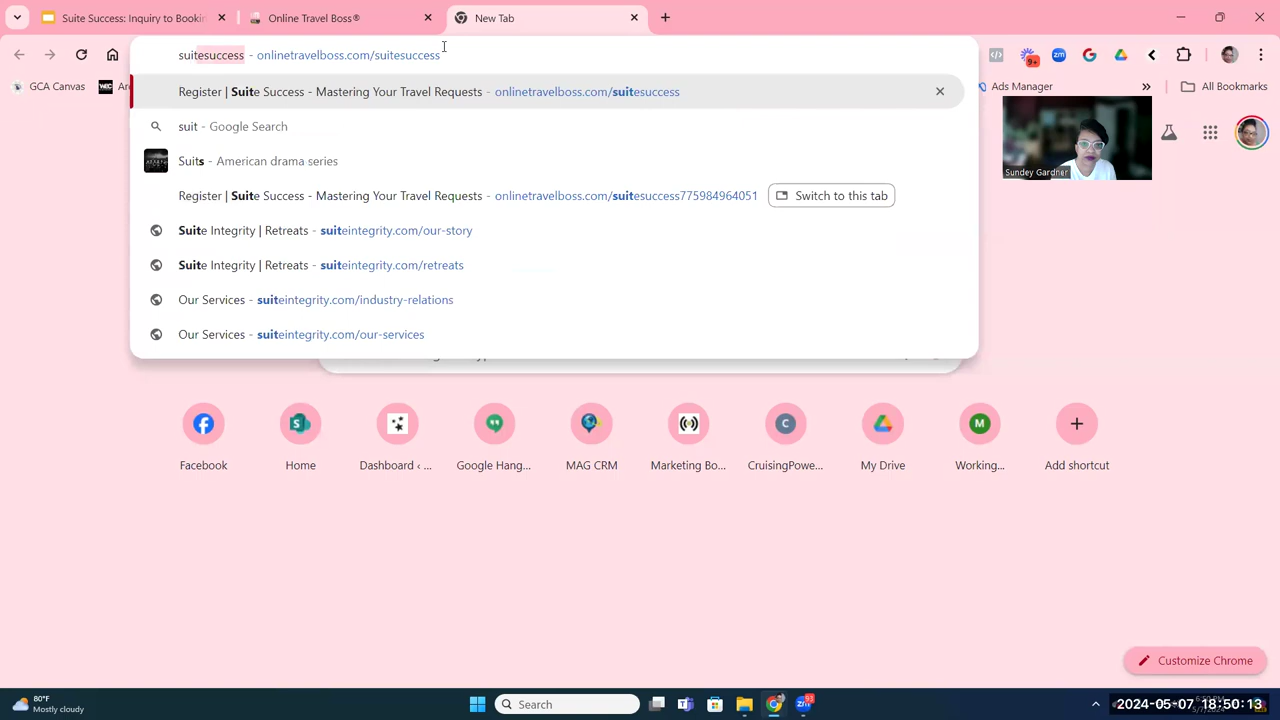 Suite Success: Inquiry to Bookin
Online Travel Boss®
New Tab
suitesuccess - onlinetravelboss.com/suitesuccess
Register | Suite Success - Mastering Your Travel Requests - onlinetravelboss.com/suitesuccess
suit - Google Search
Suits - American drama series
Register | Suite Success - Mastering Your Travel Requests - onlinetravelboss.com/suitesuccess775984964051
Switch to this tab
Suite Integrity | Retreats - suiteintegrity.com/our-story
Suite Integrity | Retreats - suiteintegrity.com/retreats
Our Services - suiteintegrity.com/industry-relations
Our Services - suiteintegrity.com/our-services
9+
zm
GCA Canvas
WEC
Ads Manager
All Bookmarks
Sundey Gardner
Facebook
Home
Dashboard ‹ ...
Google Hang...
MAG CRM
Marketing Bo...
CruisingPowe...
My Drive
Working...
Add shortcut
Customize Chrome
80°F
Mostly cloudy
Search
zm
93
2024-05-07, 18:50:13